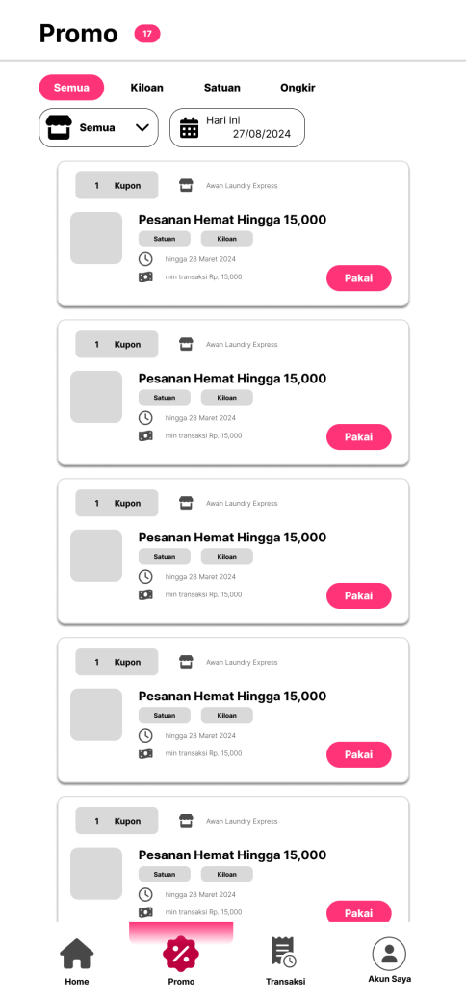 Promo 17
Semua Kiloan Satuan Ongkir
Semua
Hari ini
27/08/2024
1 Kupon Awan Laundry Express
Pesanan Hemat Hingga 15,000
Satuan Kiloan
hingga 28 Maret 2024
min transaksi Rp. 15,000
Pakai
1 Kupon Awan Laundry Express
Pesanan Hemat Hingga 15,000
Satuan Kiloan
hingga 28 Maret 2024
min transaksi Rp. 15,000
Pakai
1 Kupon Awan Laundry Express
Pesanan Hemat Hingga 15,000
Satuan Kiloan
hingga 28 Maret 2024
min transaksi Rp. 15,000
Pakai
1 Kupon Awan Laundry Express
Pesanan Hemat Hingga 15,000
Satuan Kiloan
hingga 28 Maret 2024
min transaksi Rp. 15,000
Pakai
1 Kupon Awan Laundry Express
Pesanan Hemat Hingga 15,000
Satuan Kiloan
hingga 28 Maret 2024
min transaksi Rp. 15,000
Pakai
Home Promo Transaksi Akun Saya